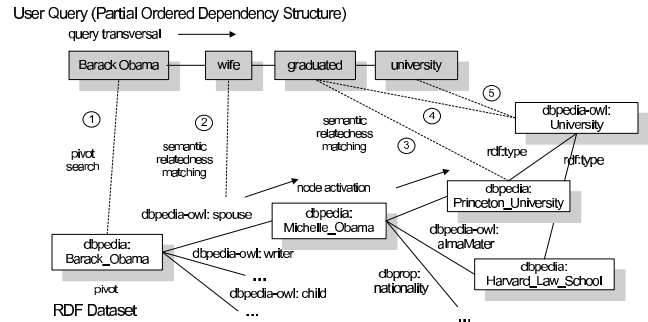 User Query (Partial Ordered Dependency Structure)
query transversal
Barack Obama
wife
graduated
university
1
2
3
4
5
pivot
search
semantic
relatedness
matching
semantic
relatedness
matching
dbpedia-owl:
University
rdf:type
rdf:type
node activation
dbpedia-owl: spouse
dbpedia:
Princeton_University
dbpedia:
Michelle_Obama
dbpedia-owl:
almaMater
dbpedia:
Barack_Obama
dbpedia-owl: writer
...
dbpedia-owl: child
...
dbprop:
nationality
...
dbpedia:
Harvard_Law_School
pivot
RDF Dataset